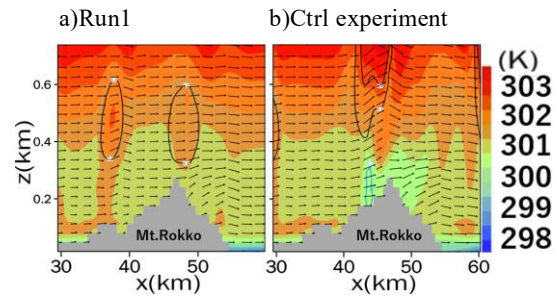 a)Run1
b)Ctrl experiment
(K)
z(km)
0.6
0.4
0.2
303
302
301
300
299
298
Mt.Rokko
Mt.Rokko
30 40 50
30 40 50 60
x(km)
x(km)